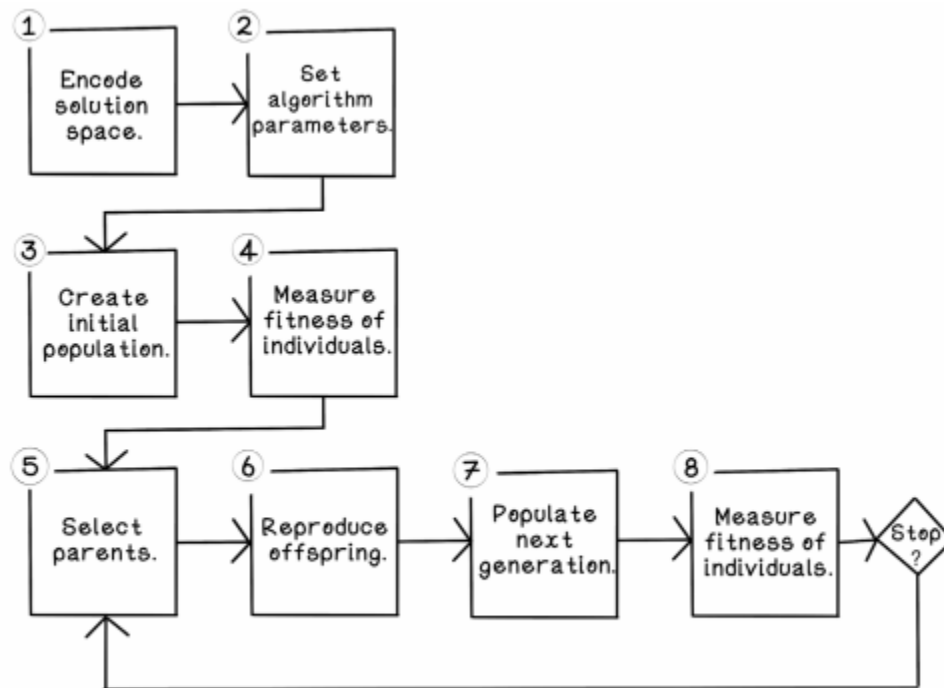 1
Encode
solution
space.
2
Set
algorithm
parameters.
3
Create
initial
population.
4
Measure
fitness of
individuals.
5
Select
parents.
6
Reproduce
offspring.
7
Populate
next
generation.
8
Measure
fitness of
individuals.
Stop
?